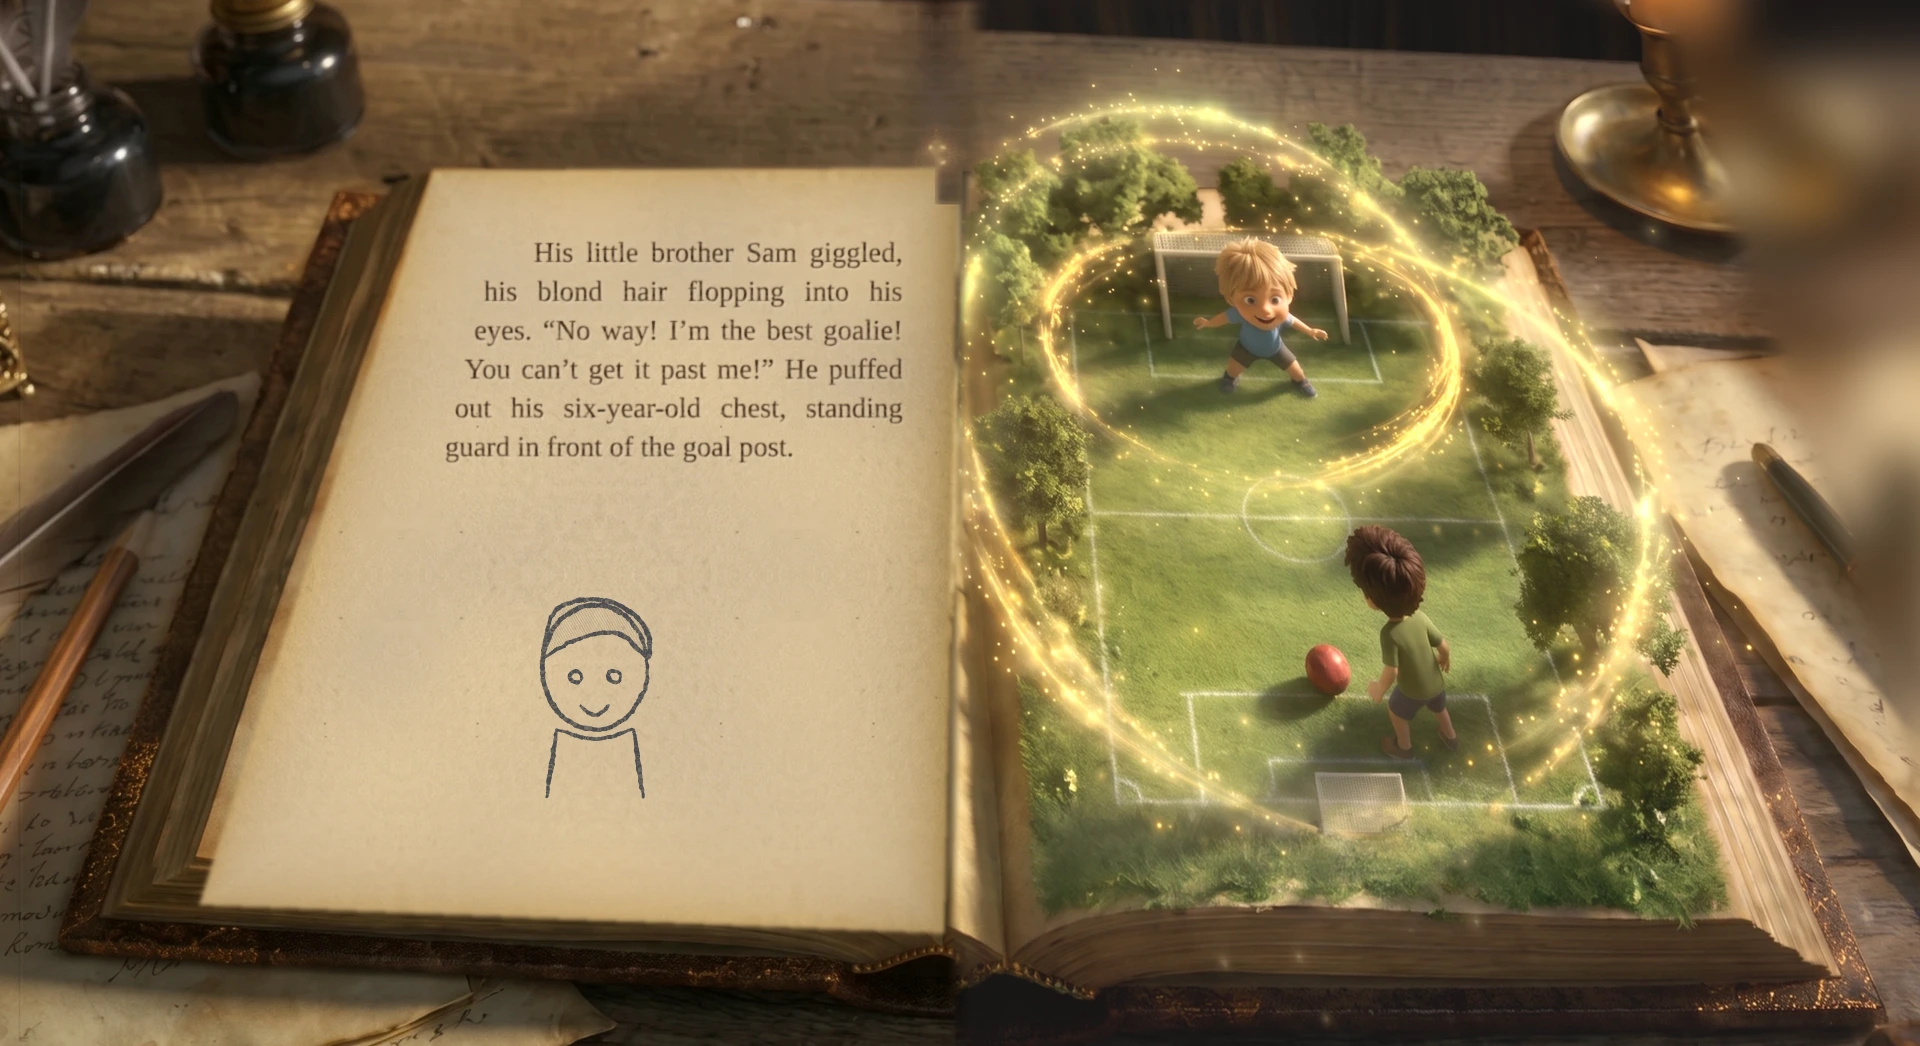 His little brother Sam giggled,
his blond hair flopping into his
eyes. “No way! I’m the best goalie!
You can’t get it past me!” He puffed
out his six-year-old chest, standing
guard in front of the goal post.